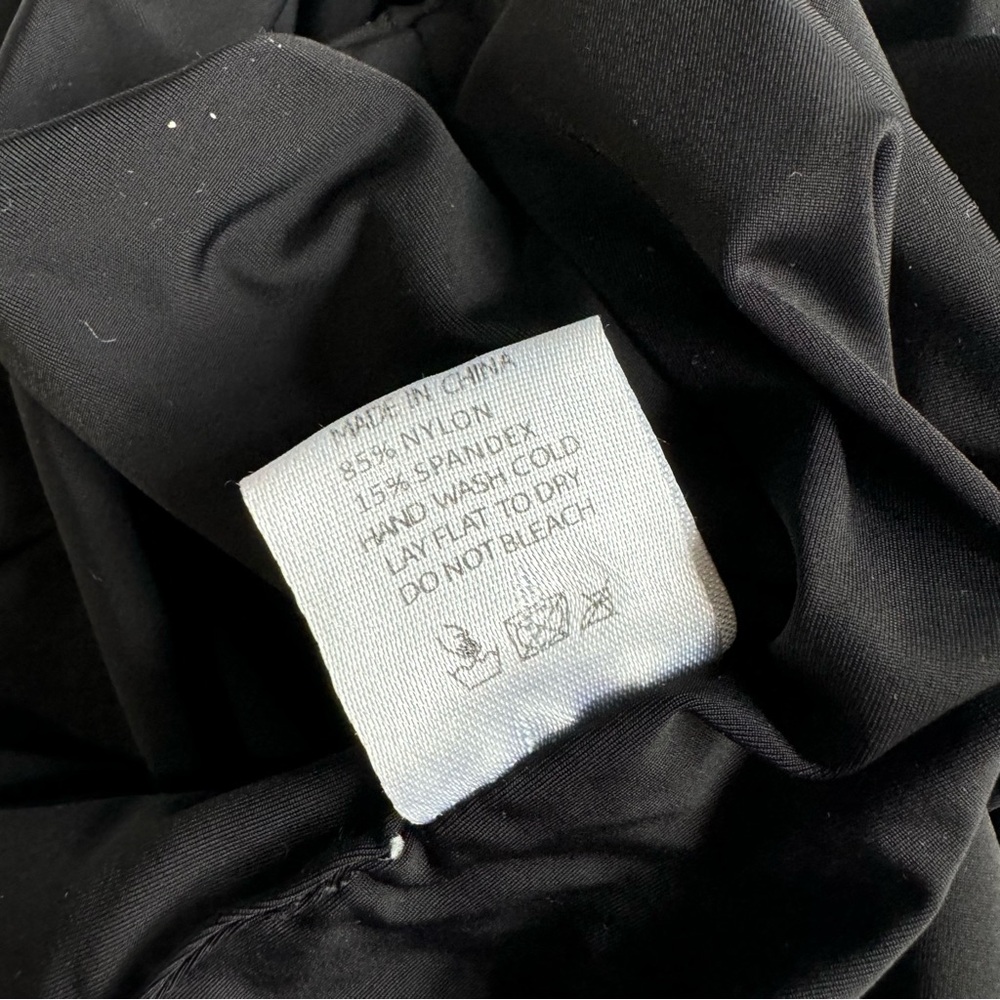 MADE IN CHINA
85% NYLON
15% SPANDEX
HAND WASH COLD
LAY FLAT TO DRY
DO NOT BLEACH